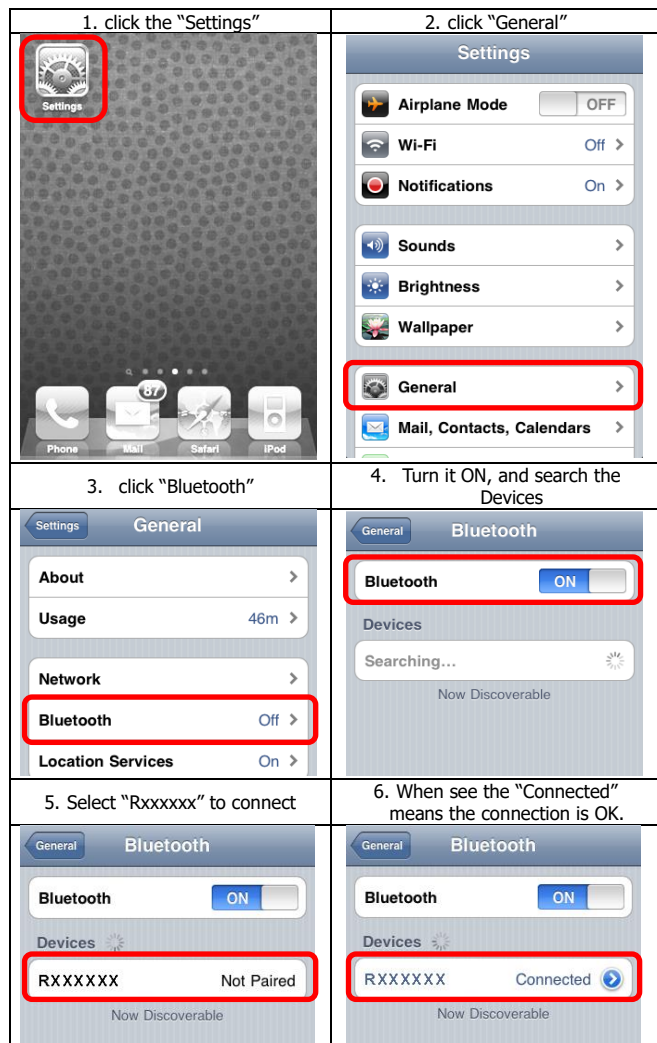 1. click the “Settings”
Settings
87
Phone
Mail
Safari
iPod
2. click “General”
Settings
Airplane Mode OFF
Wi-Fi Off
Notifications On
Sounds
Brightness
Wallpaper
General
Mail, Contacts, Calendars
3. click “Bluetooth”
Settings General
About
Usage 46m
Network
Bluetooth Off
Location Services On
4. Turn it ON, and search the
Devices
General Bluetooth
Bluetooth ON
Devices
Searching...
Now Discoverable
5. Select “Rxxxxxx” to connect
General Bluetooth
Bluetooth ON
Devices
RXXXXXX Not Paired
Now Discoverable
6. When see the “Connected”
means the connection is OK.
General Bluetooth
Bluetooth ON
Devices
RXXXXXX Connected
Now Discoverable